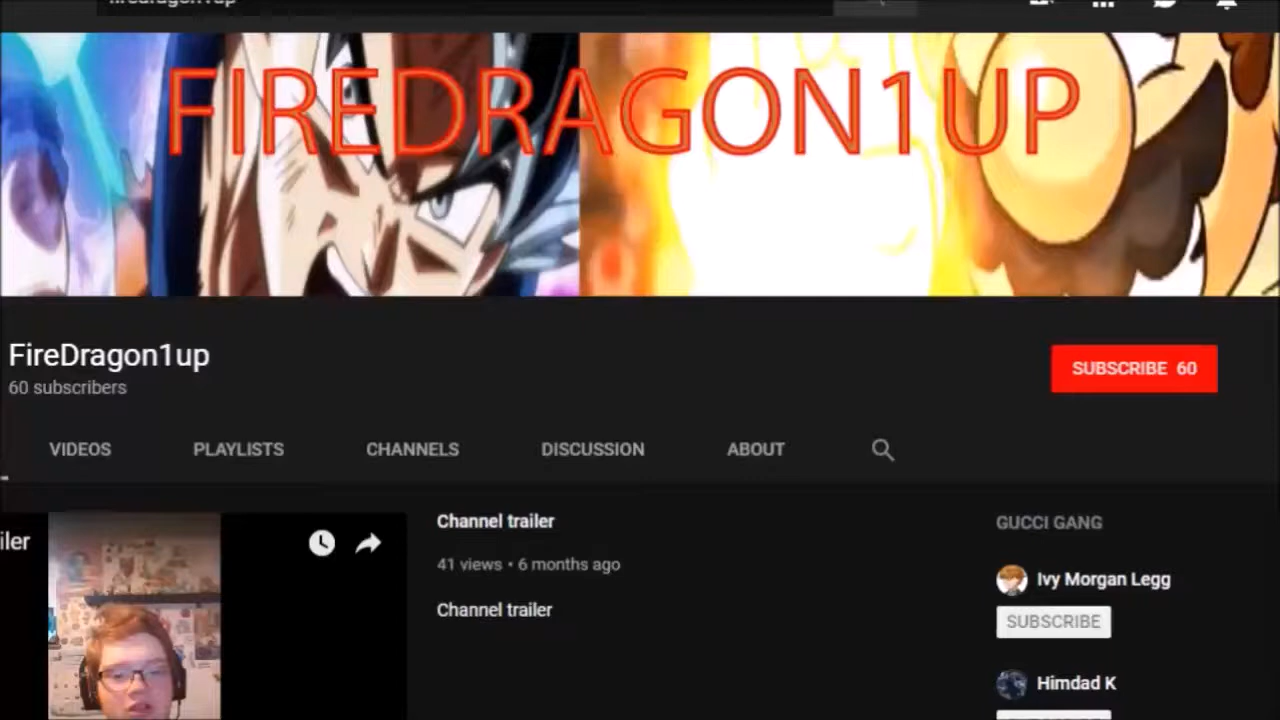 firedragon1up
FIREDRAGON1UP
FireDragon1up
60 subscribers
SUBSCRIBE 60
VIDEOS PLAYLISTS CHANNELS DISCUSSION ABOUT
iler
Channel trailer
41 views • 6 months ago
Channel trailer
GUCCI GANG
Ivy Morgan Legg
SUBSCRIBE
Himdad K